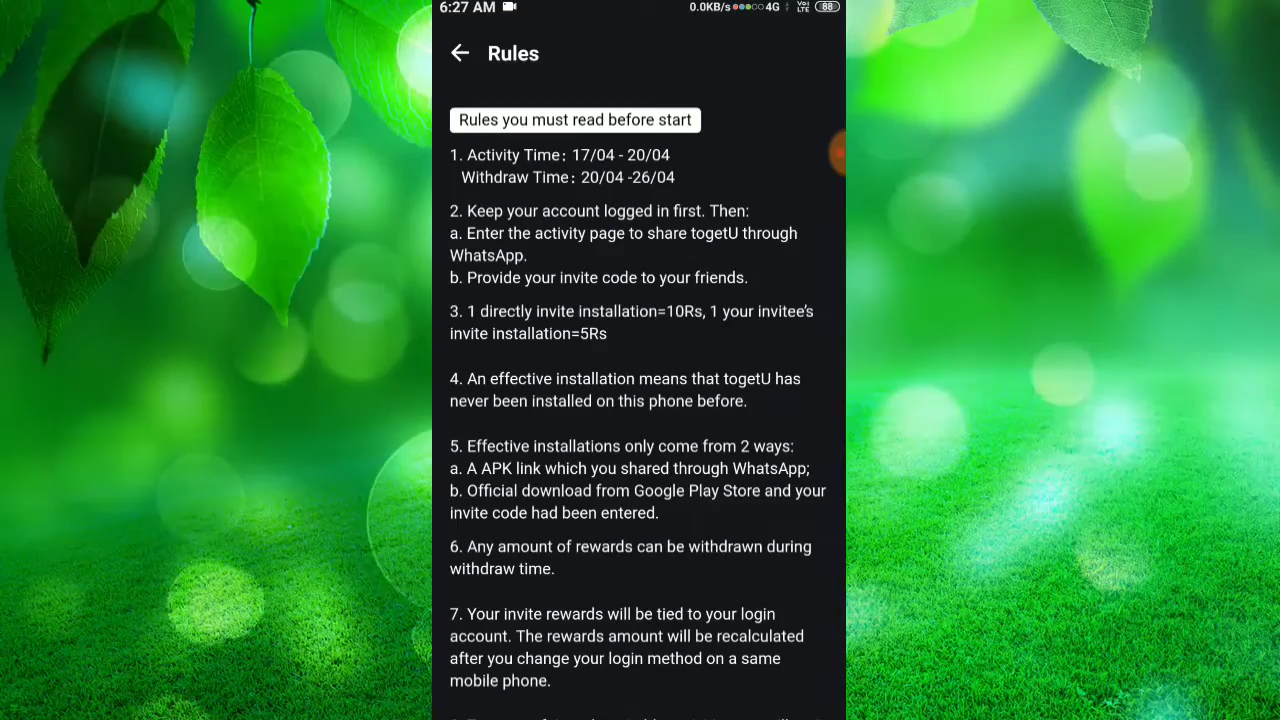 6:27 AM 0.0KB/s 4G Vo) LTE 88
Rules
Rules you must read before start
1. Activity Time: 17/04 - 20/04
Withdraw Time: 20/04 -26/04
2. Keep your account logged in first. Then:
a. Enter the activity page to share togetU through
WhatsApp.
b. Provide your invite code to your friends.
3. 1 directly invite installation=10Rs, 1 your invitee's
invite installation=5Rs
4. An effective installation means that togetU has
never been installed on this phone before.
5. Effective installations only come from 2 ways:
a. A APK link which you shared through WhatsApp;
b. Official download from Google Play Store and your
invite code had been entered.
6. Any amount of rewards can be withdrawn during
withdraw time.
7. Your invite rewards will be tied to your login
account. The rewards amount will be recalculated
after you change your login method on a same
mobile phone.